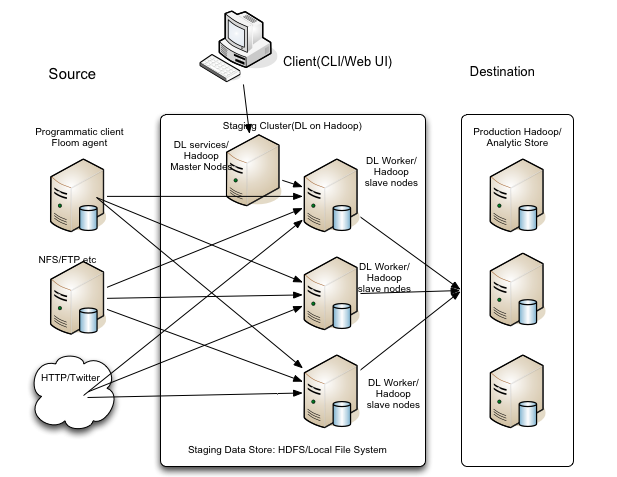 Client(CLI/Web UI)
Source
Destination
Programmatic client
Floom agent
Staging Cluster(DL on Hadoop)
DL services/
Hadoop
Master Nodes
DL Worker/
Hadoop
slave nodes
Production Hadoop/
Analytic Store
NFS/FTP etc
DL Worker/
Hadoop
slave nodes
HTTP/Twitter
DL Worker/
Hadoop
slave nodes
Staging Data Store: HDFS/Local File System